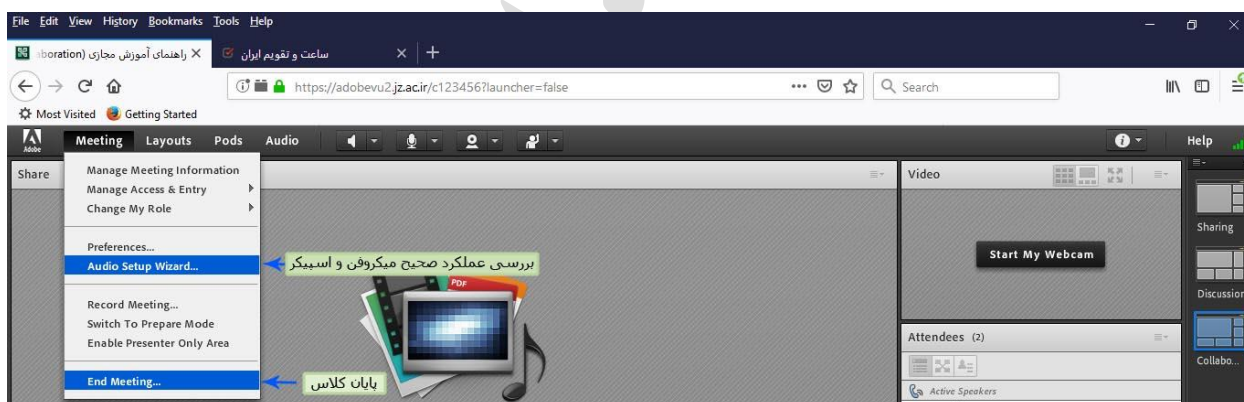 File Edit View History Bookmarks Tools Help
راهنمای آموزش مجازی (boration
ساعت و تقویم ایران
https://adobevu2.jz.ac.ir/c123456?launcher=false
Search
Most Visited Getting Started
Adobe Meeting Layouts Pods Audio Help
Share
Manage Meeting Information
Manage Access & Entry
Change My Role
Preferences...
Audio Setup Wizard...
بررسی عملکرد صحیح میکروفن و اسپیکر
Record Meeting...
Switch To Prepare Mode
Enable Presenter Only Area
End Meeting...
پایان کلاس
PDF
Video
Start My Webcam
Attendees (2)
Active Speakers
Sharing
Discussion
Collabo...